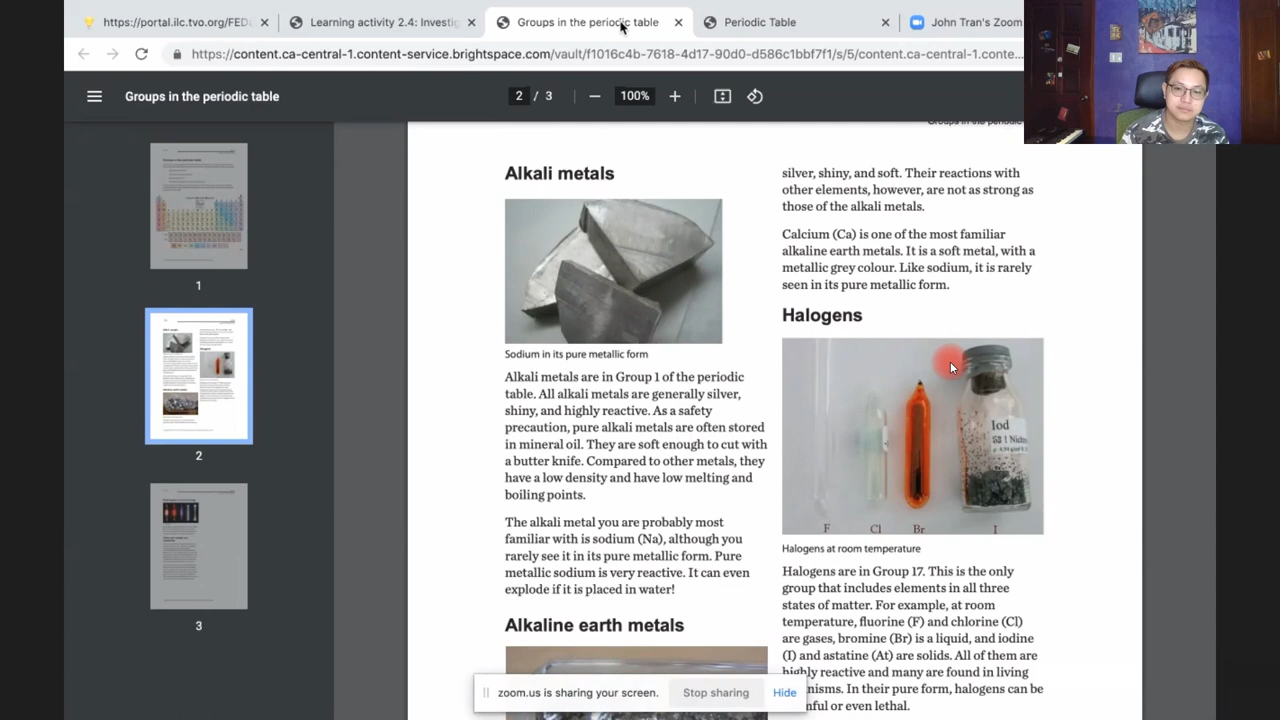 https://portal.ilc.tvo.org/FED
Learning activity 2.4: Investig
Groups in the periodic table
Periodic Table
John Tran's Zoom
https://content.ca-central-1.content-service.brightspace.com/vault/f1016c4b-7618-4d17-90d0-d586c1bbf7f1/s/5/content.ca-central-1.conte...
Groups in the periodic table
2 / 3
100%
Groups in the periodic
1
2
3
Alkali metals
Sodium in its pure metallic form
Alkali metals are in Group 1 of the periodic
table. All alkali metals are generally silver,
shiny, and highly reactive. As a safety
precaution, pure alkali metals are often stored
in mineral oil. They are soft enough to cut with
a butter knife. Compared to other metals, they
have a low density and have low melting and
boiling points.
The alkali metal you are probably most
familiar with is sodium (Na), although you
rarely see it in its pure metallic form. Pure
metallic sodium is very reactive. It can even
explode if it is placed in water!
Alkaline earth metals
silver, shiny, and soft. Their reactions with
other elements, however, are not as strong as
those of the alkali metals.
Calcium (Ca) is one of the most familiar
alkaline earth metals. It is a soft metal, with a
metallic grey colour. Like sodium, it is rarely
seen in its pure metallic form.
Halogens
Iod
F Cl Br I
Halogens at room temperature
Halogens are in Group 17. This is the only
group that includes elements in all three
states of matter. For example, at room
temperature, fluorine (F) and chlorine (Cl)
are gases, bromine (Br) is a liquid, and iodine
(I) and astatine (At) are solids. All of them are
highly reactive and many are found in living
nisms. In their pure form, halogens can be
nful or even lethal.
zoom.us is sharing your screen.
Stop sharing
Hide